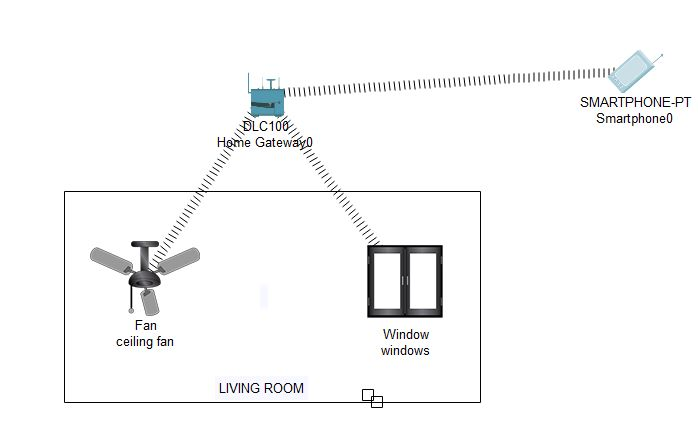 SMARTPHONE-PT
Smartphone0
DLC100
Home Gateway0
Fan
ceiling fan
Window
windows
LIVING ROOM